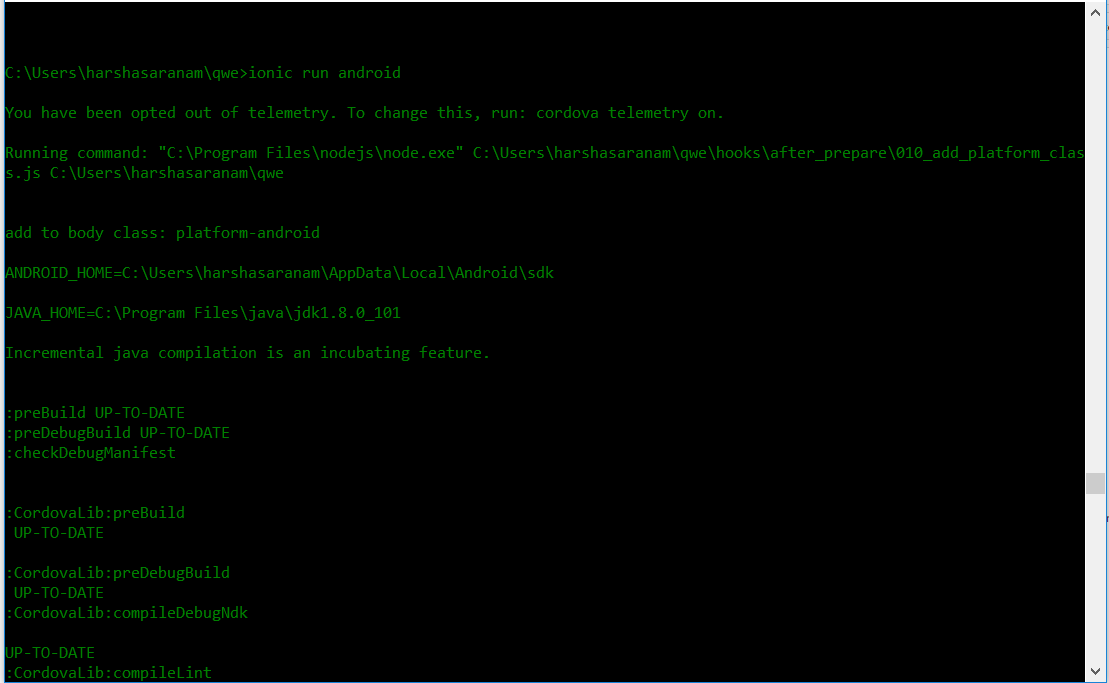 C:\Users\harshasaranam\qwe>ionic run android
You have been opted out of telemetry. To change this, run: cordova telemetry on.
Running command: "C:\Program Files\nodejs\node.exe" C:\Users\harshasaranam\qwe\hooks\after_prepare\010_add_platform_clas
s.js C:\Users\harshasaranam\qwe
add to body class: platform-android
ANDROID_HOME=C:\Users\harshasaranam\AppData\Local\Android\sdk
JAVA_HOME=C:\Program Files\java\jdk1.8.0_101
Incremental java compilation is an incubating feature.
:preBuild UP-TO-DATE
:preDebugBuild UP-TO-DATE
:checkDebugManifest
:CordovaLib:preBuild
UP-TO-DATE
:CordovaLib:preDebugBuild
UP-TO-DATE
:CordovaLib:compileDebugNdk
UP-TO-DATE
:CordovaLib:compileLint